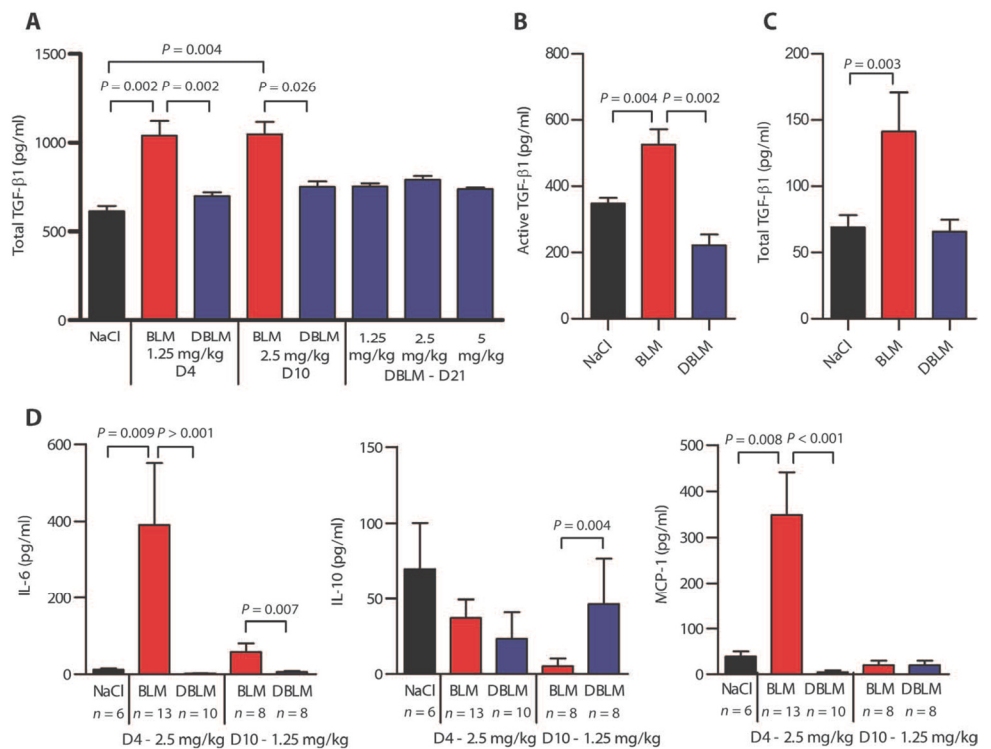 A
Total TGF-β1 (pg/ml)
1500
1000
500
0
P = 0.004
P = 0.002 P = 0.002
P = 0.026
NaCl BLM DBLM BLM DBLM 1.25 mg/kg 2.5 mg/kg 5 mg/kg
1.25 mg/kg 2.5 mg/kg
D4 D10 DBLM - D21
B
Active TGF-β1 (pg/ml)
800
600
400
200
0
P = 0.004 P = 0.002
NaCl BLM DBLM
C
Total TGF-β1 (pg/ml)
200
150
100
50
0
P = 0.003
NaCl BLM DBLM
D
IL-6 (pg/ml)
600
400
200
0
P = 0.009 P > 0.001
P = 0.007
NaCl BLM DBLM BLM DBLM
n = 6 n = 13 n = 10 n = 8 n = 8
D4 - 2.5 mg/kg D10 - 1.25 mg/kg
IL-10 (pg/ml)
150
100
50
0
P = 0.004
NaCl BLM DBLM BLM DBLM
n = 6 n = 13 n = 10 n = 8 n = 8
D4 - 2.5 mg/kg D10 - 1.25 mg/kg
MCP-1 (pg/ml)
500
400
300
200
100
0
P = 0.008 P < 0.001
NaCl BLM DBLM BLM DBLM
n = 6 n = 13 n = 10 n = 8 n = 8
D4 - 2.5 mg/kg D10 - 1.25 mg/kg